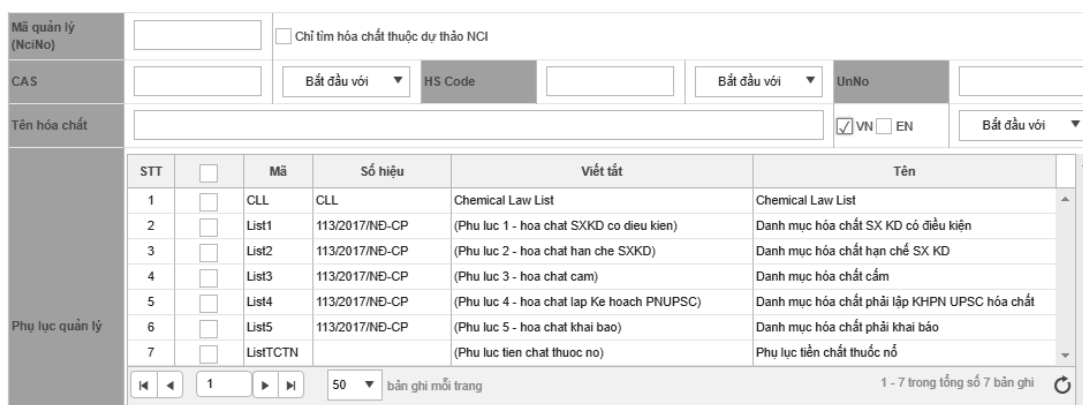 Mã quản lý
(NciNo)
Chỉ tìm hóa chất thuộc dự thảo NCI
CAS Bắt đầu với HS Code Bắt đầu với UnNo
Tên hóa chất VN EN Bắt đầu với
Phụ lục quản lý
STT Mã Số hiệu Viết tắt Tên
1 CLL CLL Chemical Law List Chemical Law List
2 List1 113/2017/NĐ-CP (Phu luc 1 - hoa chat SXKD co dieu kien) Danh mục hóa chất SX KD có điều kiện
3 List2 113/2017/NĐ-CP (Phu luc 2 - hoa chat han che SXKD) Danh mục hóa chất hạn chế SX KD
4 List3 113/2017/NĐ-CP (Phu luc 3 - hoa chat cam) Danh mục hóa chất cấm
5 List4 113/2017/NĐ-CP (Phu luc 4 - hoa chat lap Ke hoach PNUPSC) Danh mục hóa chất phải lập KHPN UPSC hóa chất
6 List5 113/2017/NĐ-CP (Phu luc 5 - hoa chat khai bao) Danh mục hóa chất phải khai báo
7 ListTCTN (Phu luc tien chat thuoc no) Phụ lục tiền chất thuốc nổ
1 50 bản ghi mỗi trang 1 - 7 trong tổng số 7 bản ghi